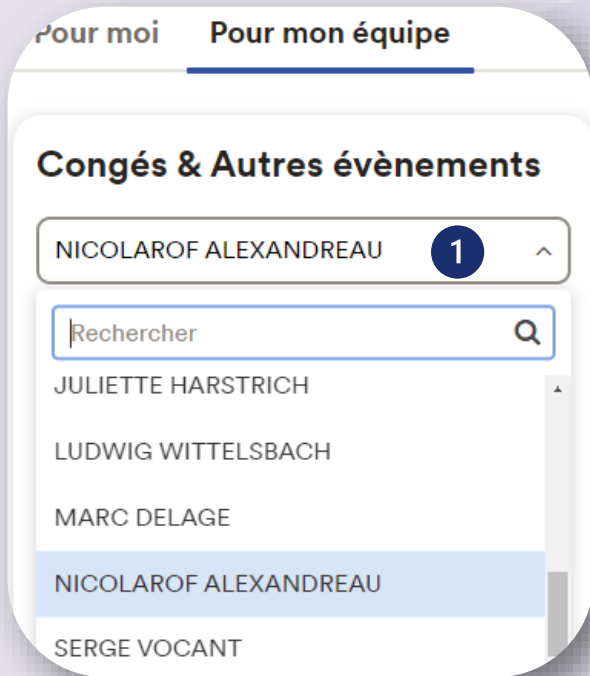 Pour moi Pour mon équipe
Congés & Autres évènements
NICOLAROF ALEXANDREAU 1
Rechercher
JULIETTE HARSTRICH
LUDWIG WITTELSBACH
MARC DELAGE
NICOLAROF ALEXANDREAU
SERGE VOCANT